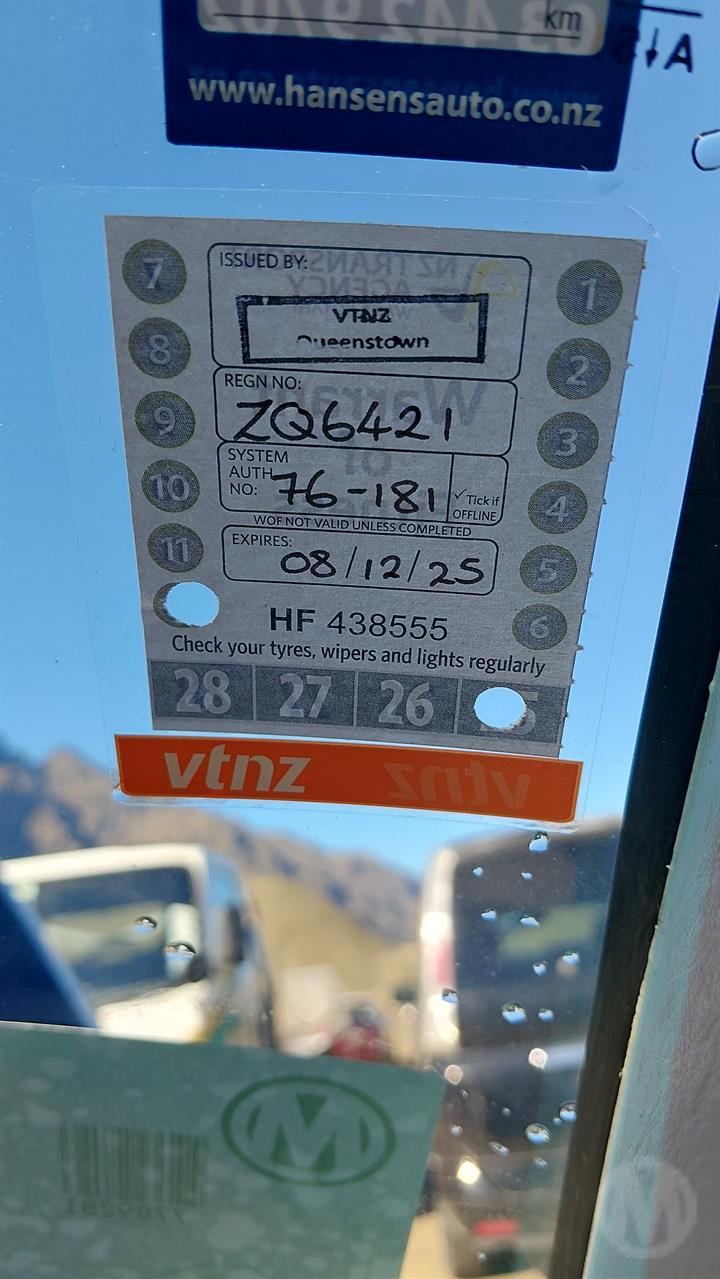 km
www.hansensauto.co.nz
ISSUED BY:
VTNZ
Queenstown
REGN NO:
ZQ6421
SYSTEM
AUTH
NO:
76-181
✓ Tick if
OFFLINE
WOF NOT VALID UNLESS COMPLETED
EXPIRES:
08/12/25
HF 438555
Check your tyres, wipers and lights regularly
7
8
9
10
11
1
2
3
4
5
6
28 27 26
vtnz
vtnz
M
7709281
M